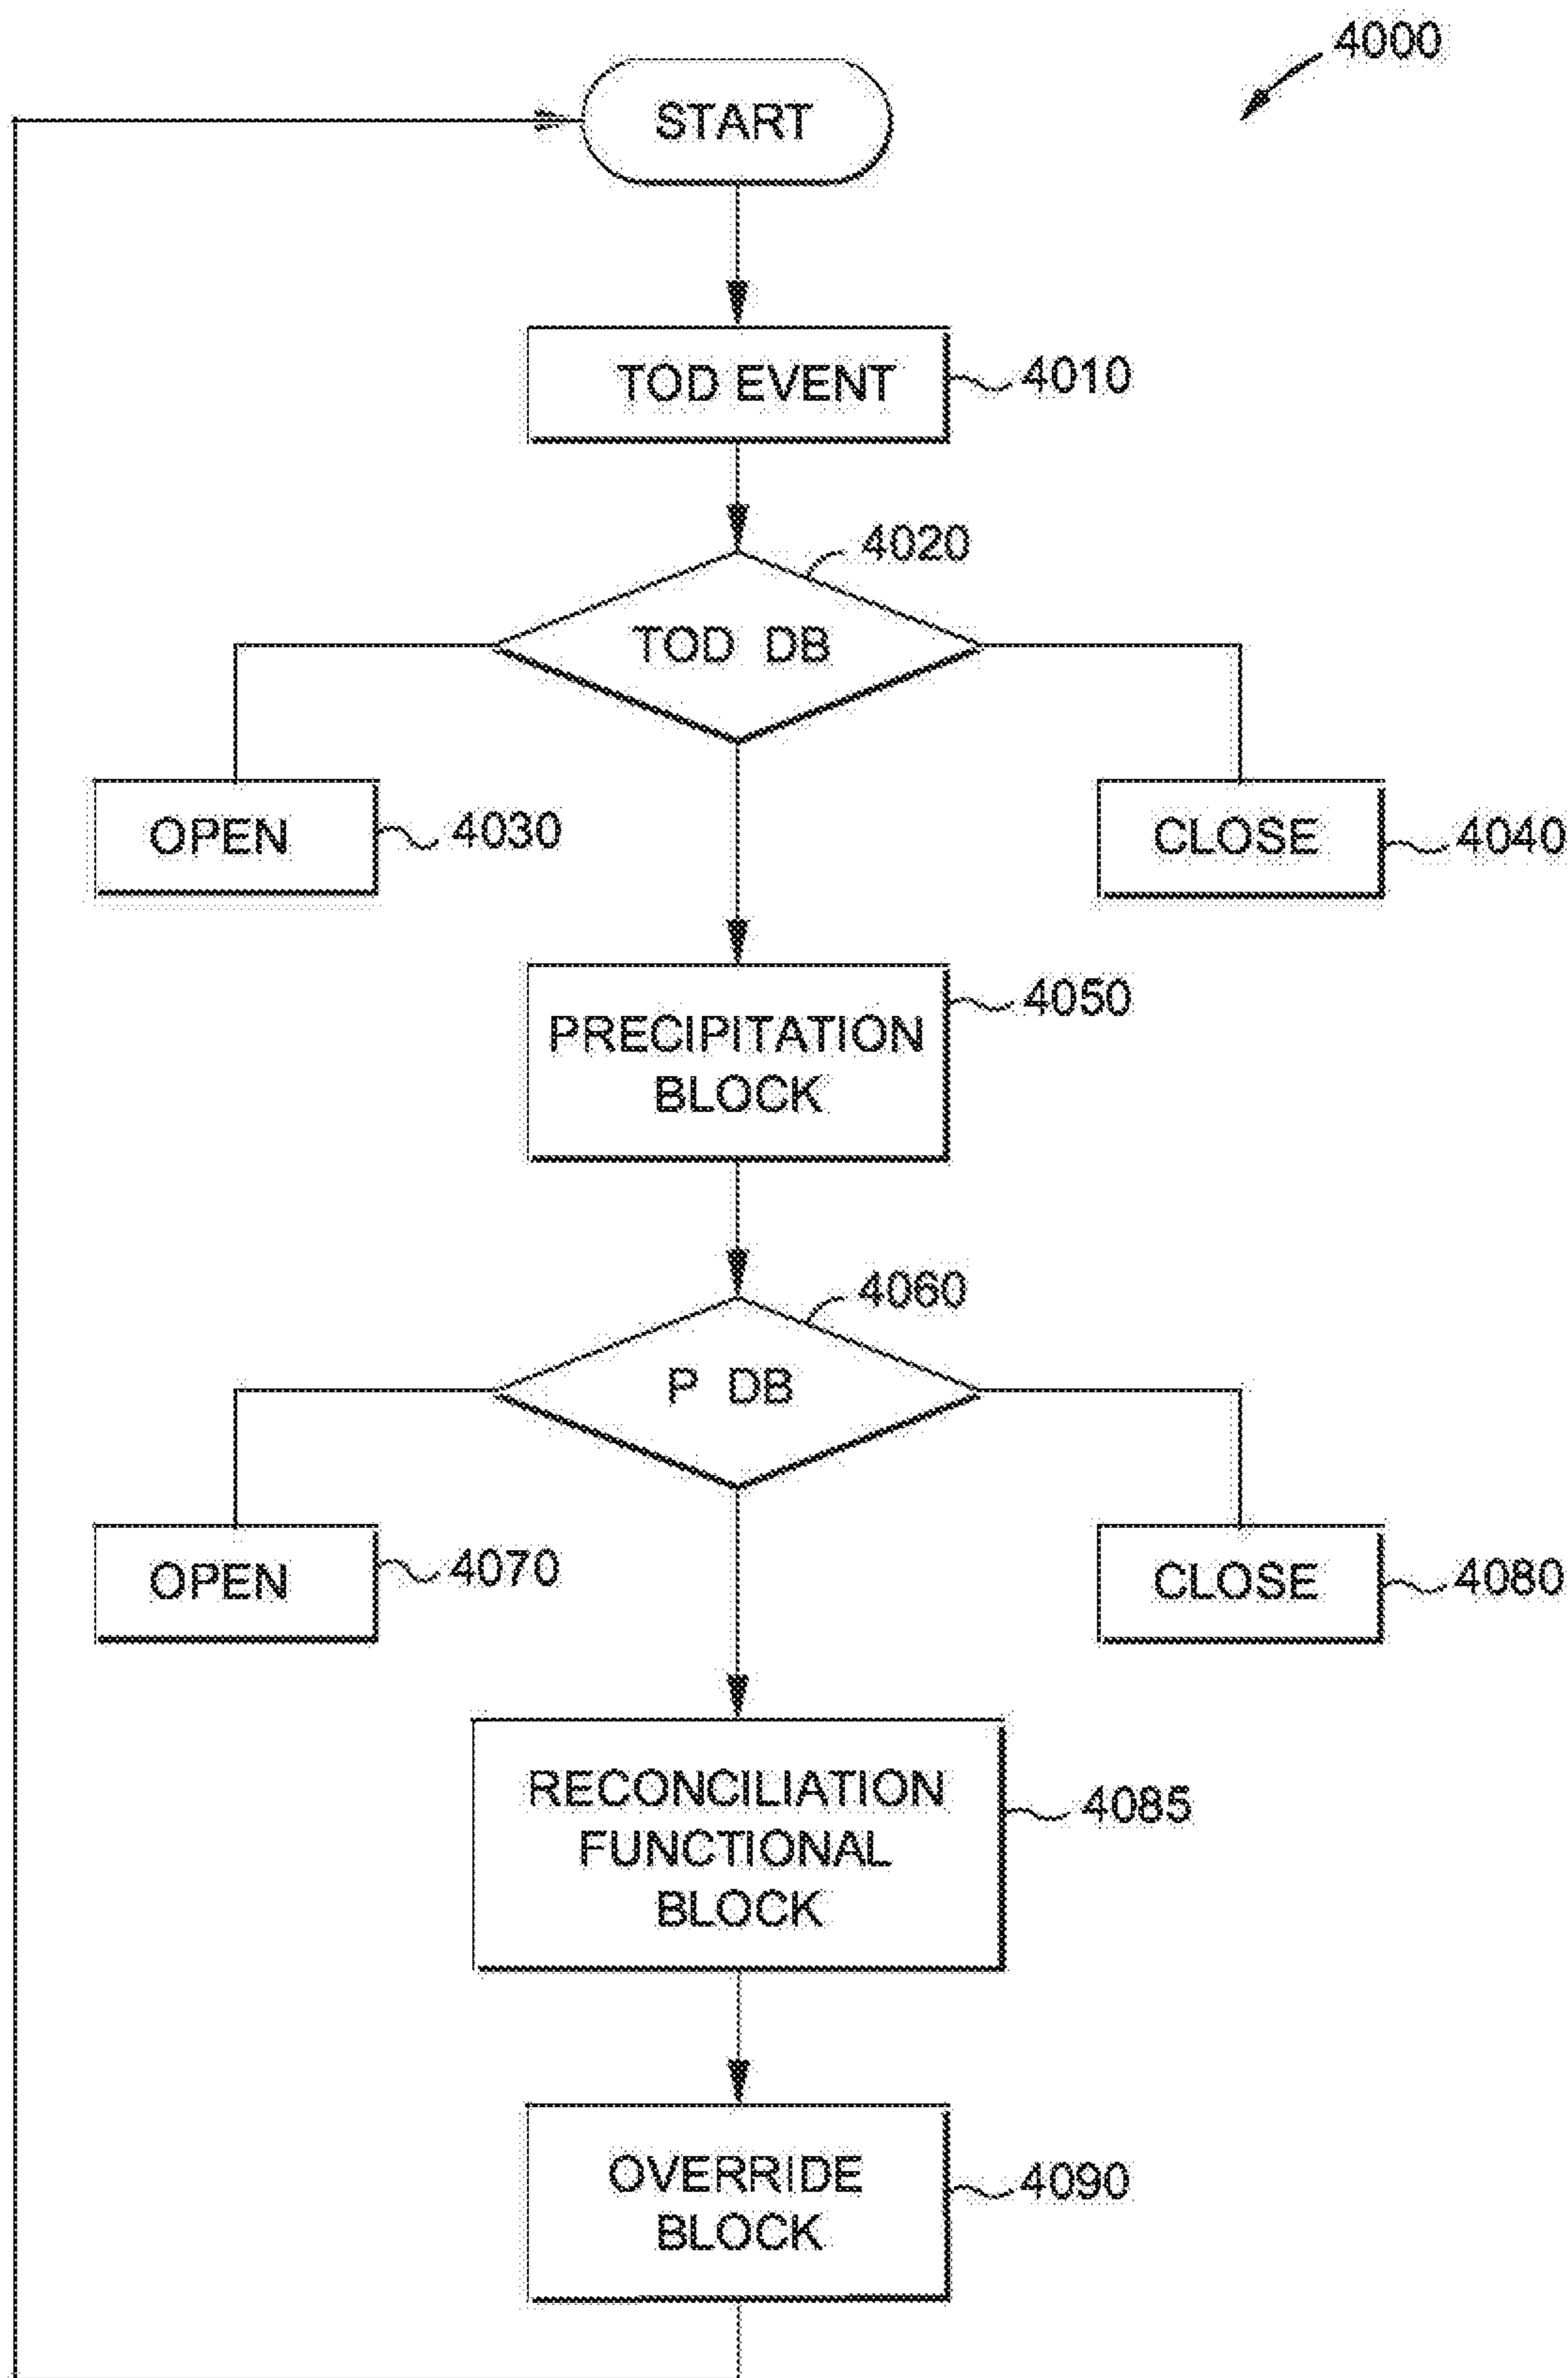 4000
START
TOD EVENT
4010
4020
TOD DB
OPEN
4030
CLOSE
4040
4050
PRECIPITATION
BLOCK
4060
P DB
OPEN
4070
CLOSE
4080
RECONCILIATION
FUNCTIONAL
BLOCK
4085
OVERRIDE
BLOCK
4090